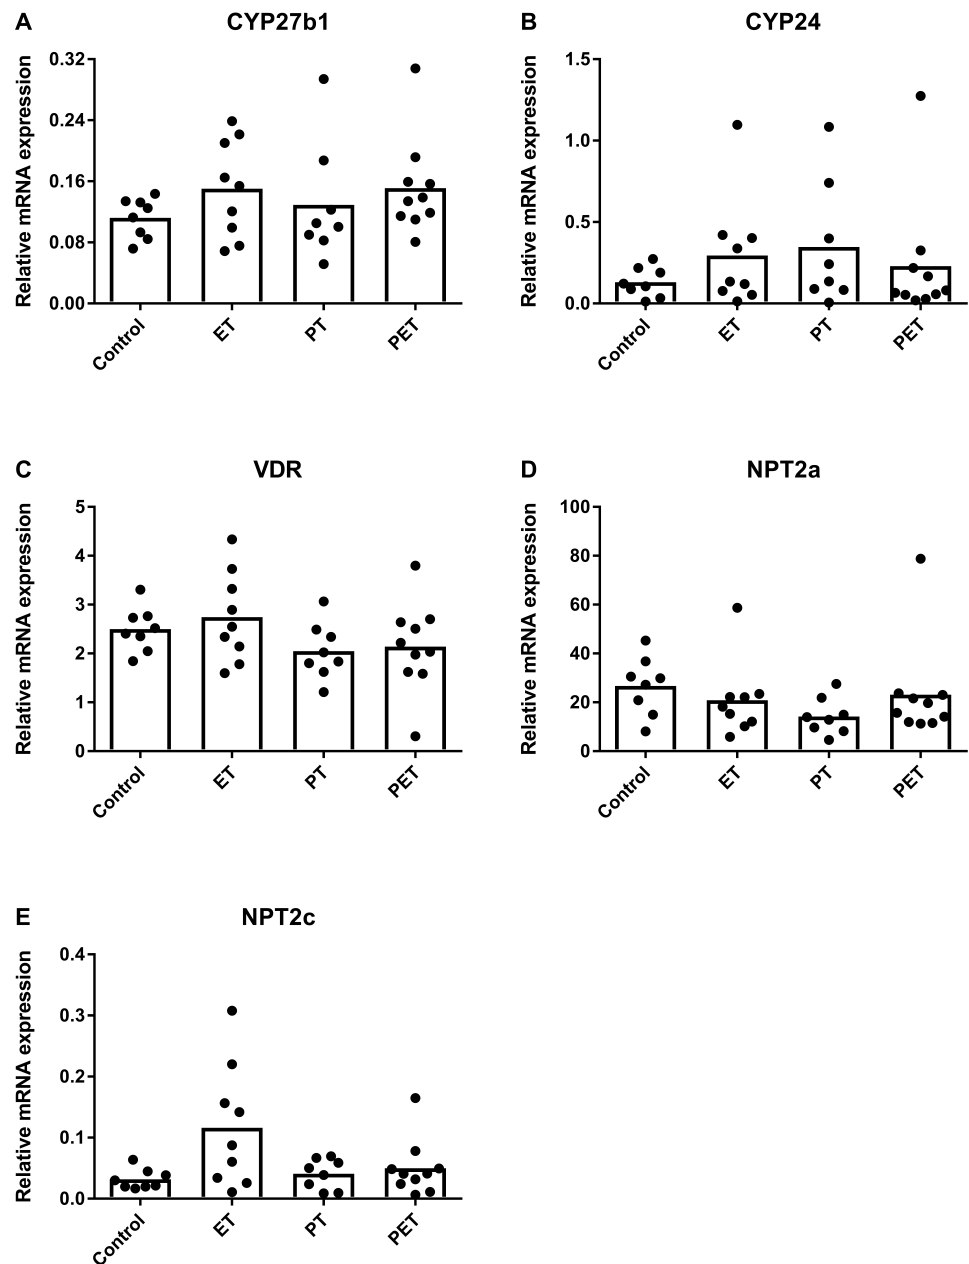 A
CYP27b1
Relative mRNA expression
0.32
0.24
0.16
0.08
0.00
Control
ET
PT
PET
B
CYP24
Relative mRNA expression
1.5
1.0
0.5
0.0
Control
ET
PT
PET
C
VDR
Relative mRNA expression
5
4
3
2
1
0
Control
ET
PT
PET
D
NPT2a
Relative mRNA expression
100
80
60
40
20
0
Control
ET
PT
PET
E
NPT2c
Relative mRNA expression
0.4
0.3
0.2
0.1
0.0
Control
ET
PT
PET